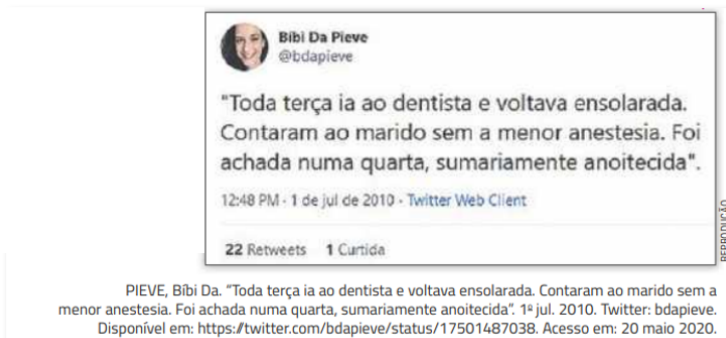 Bíbi Da Pieve
@bdapieve
"Toda terça ia ao dentista e voltava ensolarada.
Contaram ao marido sem a menor anestesia. Foi
achada numa quarta, sumariamente anoitecida".
12:48 PM · 1 de jul de 2010 · Twitter Web Client
22 Retweets 1 Curtida
REPRODUÇÃO
PIEVE, Bíbi Da. "Toda terça ia ao dentista e voltava ensolarada. Contaram ao marido sem a
menor anestesia. Foi achada numa quarta, sumariamente anoitecida". 1º jul. 2010. Twitter: bdapieve.
Disponível em: https://twitter.com/bdapieve/status/17501487038. Acesso em: 20 maio 2020.